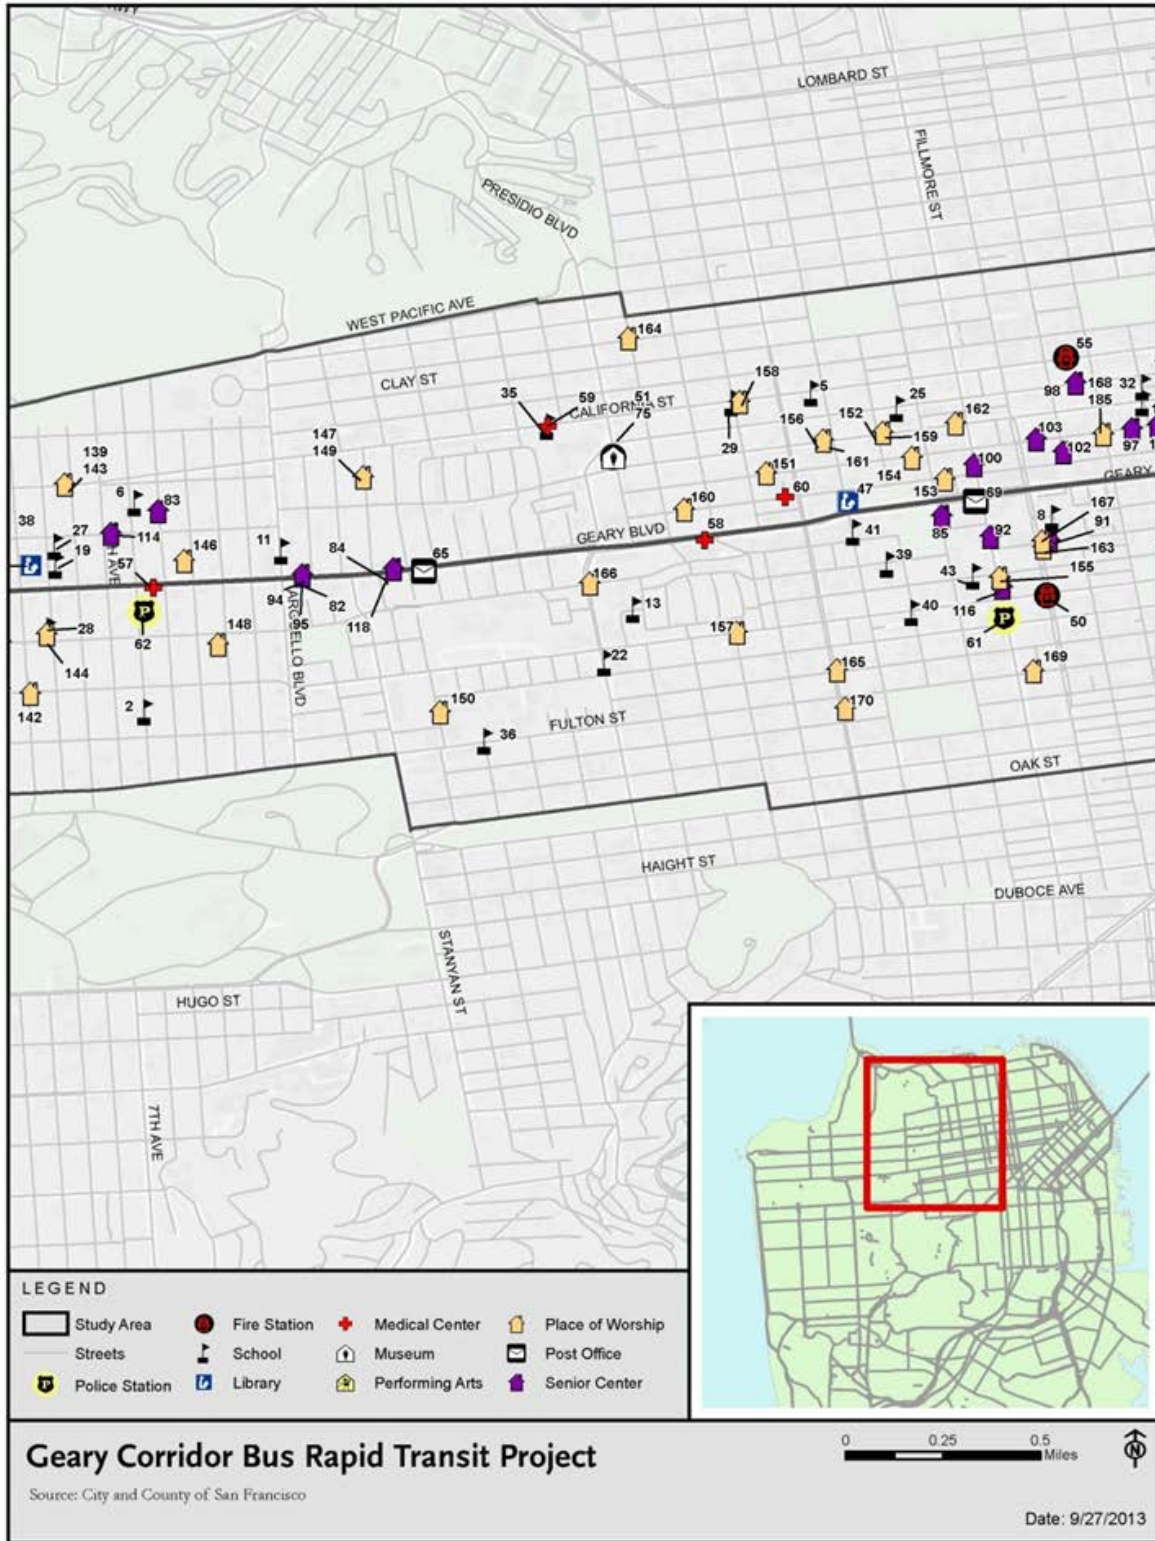 LOMBARD ST
FILLMORE ST
PRESIDIO BLVD
WEST PACIFIC AVE
164
55
CLAY ST
158
5
168
32
98
35
59
51
CALIFORNIA ST
75
25
162
185
152
156
159
103
29
147
149
161
102
97
139
143
151
154
100
GEARY
6
83
160
60
47
153
69
167
38
27
114
GEARY BLVD
58
41
85
92
8
91
19
146
11
84
65
163
57
AVE
166
39
43
155
94
82
95
118
13
40
116
50
28
62
148
157
61
144
ARGUELLO BLVD
22
165
169
142
2
150
FULTON ST
170
36
OAK ST
HAIGHT ST
DUBOCE AVE
STANYAN ST
HUGO ST
7TH AVE
LEGEND
Study Area Fire Station Medical Center Place of Worship
Streets School Museum Post Office
Police Station Library Performing Arts Senior Center
Geary Corridor Bus Rapid Transit Project
0 0.25 0.5
Miles
N
Source: City and County of San Francisco
Date: 9/27/2013